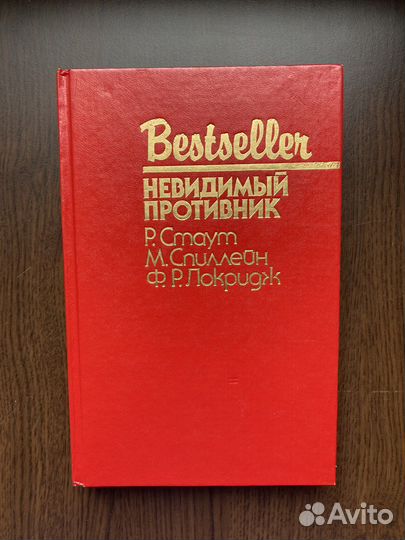 Bestseller
НЕВИДИМЫЙ
ПРОТИВНИК
Р. Стаут
М. Спиллейн
Ф. Р. Локридж
Avito